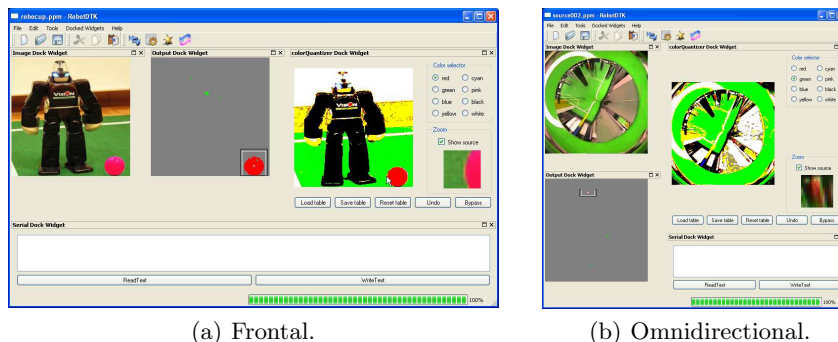 robocup.ppm - RobotDTK
File Edit Tools Docked Widgets Help
Image Dock Widget
Output Dock Widget
colorQuantizer Dock Widget
VISION
VISION
Color selector
red cyan
green pink
blue black
yellow white
Zoom
Show source
Load table Save table Reset table Undo Bypass
Serial Dock Widget
ReadText WriteText
100%
(a) Frontal.
source002.ppm - RobotDTK
File Edit Tools Docked Widgets Help
Image Dock Widget
colorQuantizer Dock Widget
Color selector
red cyan
green pink
blue black
yellow white
Output Dock Widget
Zoom
Show source
Load table Save table Reset table Undo Bypass
Serial Dock Widget
ReadText WriteText
100%
(b) Omnidirectional.